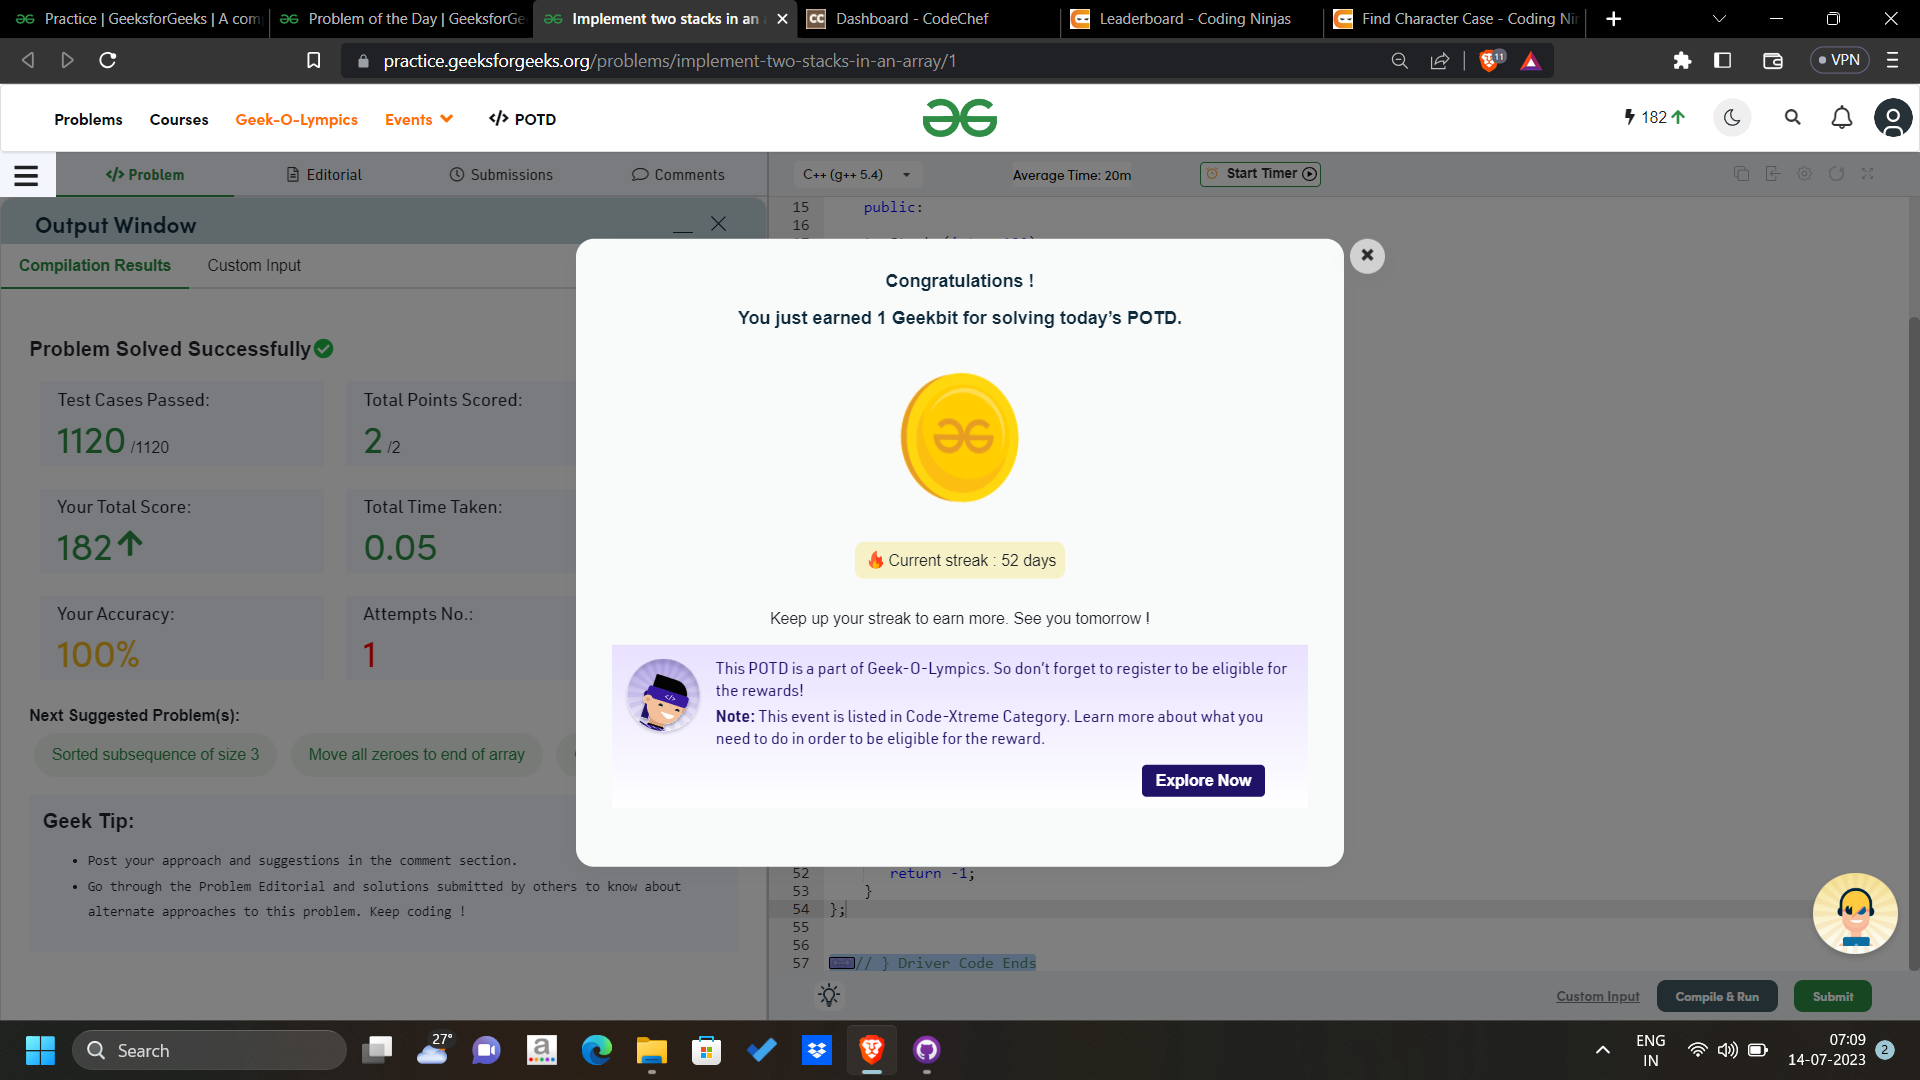 Practice | GeeksforGeeks | A com
Problem of the Day | GeeksforGe
Implement two stacks in an
CC
Dashboard - CodeChef
Leaderboard - Coding Ninjas
Find Character Case - Coding Nin
practice.geeksforgeeks.org/problems/implement-two-stacks-in-an-array/1
11
VPN
Problems
Courses
Geek-O-Lympics
Events
</> POTD
182
</> Problem
Editorial
Submissions
Comments
C++ (g++ 5.4)
Average Time: 20m
Start Timer
Output Window
Compilation Results
Custom Input
Problem Solved Successfully
Test Cases Passed:
1120 /1120
Total Points Scored:
2 /2
Your Total Score:
182
Total Time Taken:
0.05
Your Accuracy:
100%
Attempts No.:
1
Next Suggested Problem(s):
Sorted subsequence of size 3
Move all zeroes to end of array
Geek Tip:
Post your approach and suggestions in the comment section.
Go through the Problem Editorial and solutions submitted by others to know about
alternate approaches to this problem. Keep coding !
15 public:
16
Congratulations !
You just earned 1 Geekbit for solving today's POTD.
Current streak : 52 days
Keep up your streak to earn more. See you tomorrow !
This POTD is a part of Geek-O-Lympics. So don't forget to register to be eligible for
the rewards!
Note: This event is listed in Code-Xtreme Category. Learn more about what you
need to do in order to be eligible for the reward.
Explore Now
52 return -1;
53 }
54 };
55
56
57 // } Driver Code Ends
Custom Input
Compile & Run
Submit
Search
27°
a
ENG
IN
07:09
14-07-2023
2